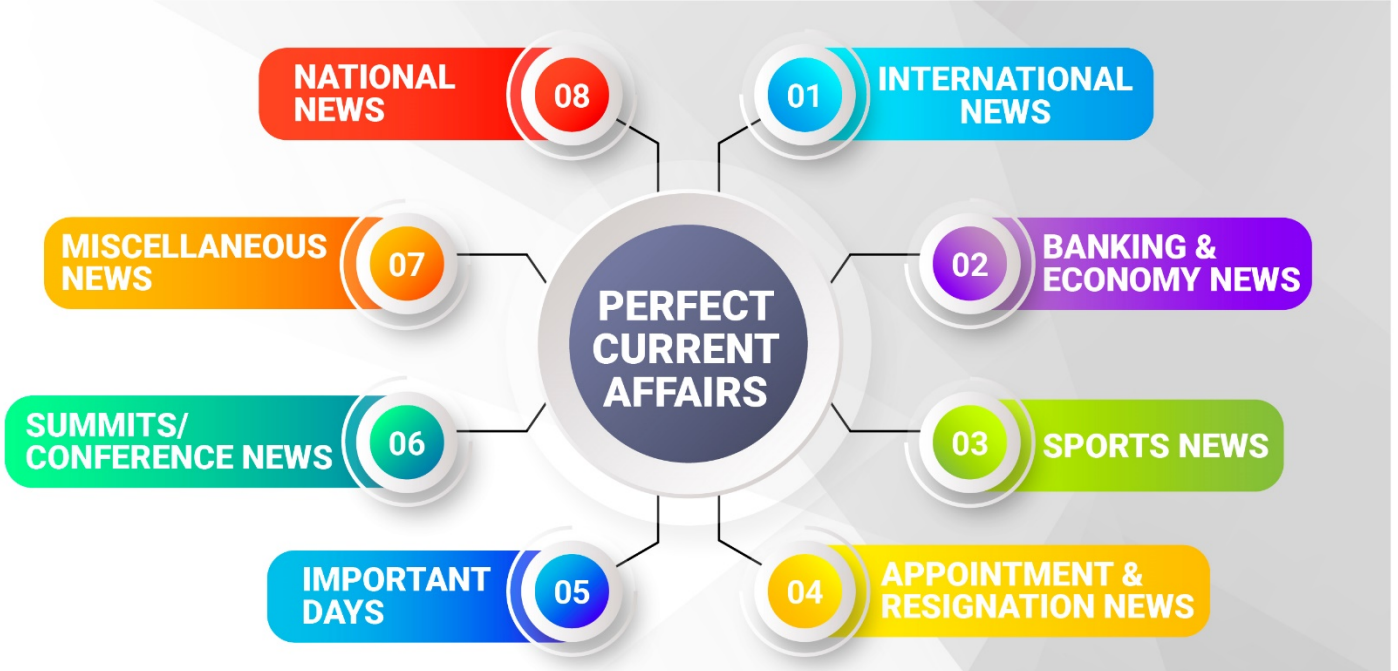 PERFECT
CURRENT
AFFAIRS
01
INTERNATIONAL
NEWS
02
BANKING &
ECONOMY NEWS
03
SPORTS NEWS
04
APPOINTMENT &
RESIGNATION NEWS
05
IMPORTANT
DAYS
06
SUMMITS/
CONFERENCE NEWS
07
MISCELLANEOUS
NEWS
08
NATIONAL
NEWS